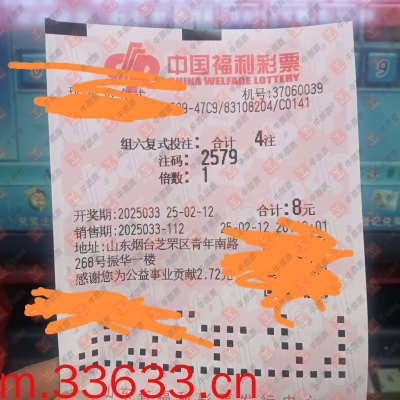 中国福利彩票
CHINA WELFARE LOTTERY
机号:37060039
-47C9/83108204/C0141
组六复式投注: 合计 4注
注码: 2579
倍数: 1
开奖期:2025033 25-02-12 合计:8元
销售期:2025033-112 25-02-12
地址:山东烟台芝罘区青年南路
268号振华一楼
感谢您为公益事业贡献2.72元
m.33633.cn